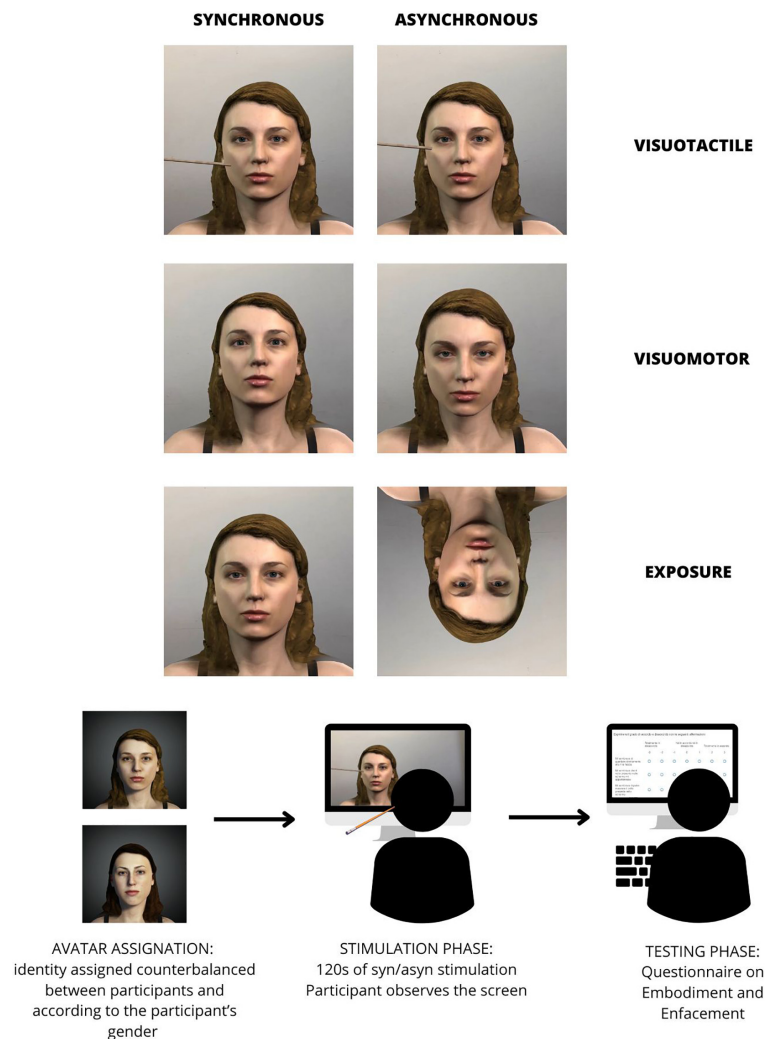 SYNCHRONOUS
ASYNCHRONOUS
VISUOTACTILE
VISUOMOTOR
EXPOSURE
AVATAR ASSIGNATION:
identity assigned counterbalanced
between participants and
according to the participant's
gender
STIMULATION PHASE:
120s of syn/asyn stimulation
Participant observes the screen
TESTING PHASE:
Questionnaire on
Embodiment and
Enfacement